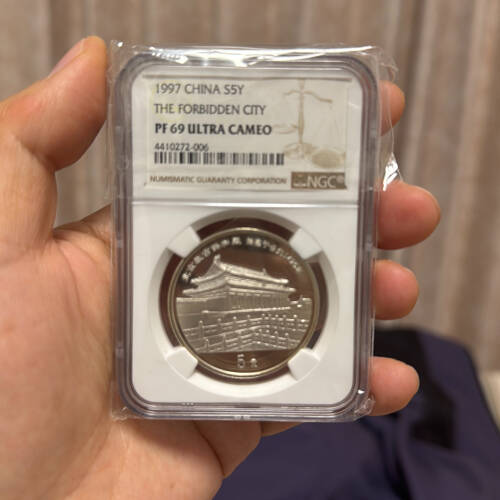 1997 CHINA S5Y
THE FORBIDDEN CITY
PF 69 ULTRA CAMEO
4410272-006
NUMISMATIC GUARANTY CORPORATION
NGC
5元